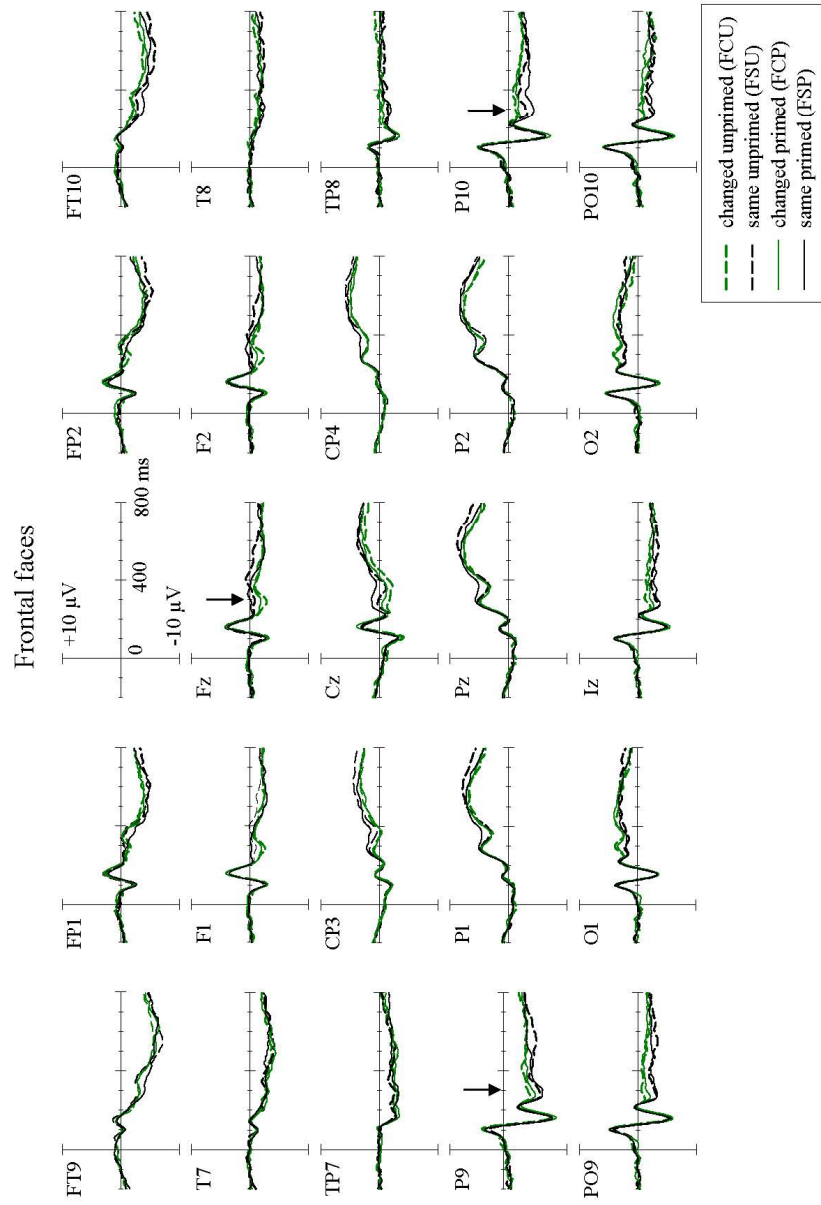 Frontal faces
FT9
FP1
+10 µV
0
400
800 ms
-10 µV
FP2
FT10
T7
F1
Fz
F2
T8
TP7
CP3
Cz
CP4
TP8
P9
P1
Pz
P2
P10
PO9
O1
Iz
O2
PO10
changed unprimed (FCU)
same unprimed (FSU)
changed primed (FCP)
same primed (FSP)